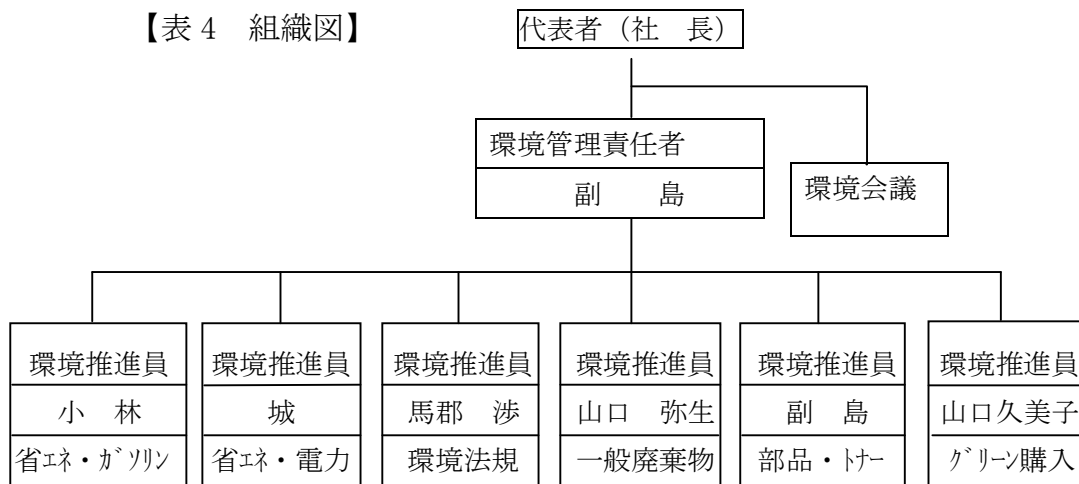 【表4 組織図】
代表者（社　長）
環境管理責任者
副　島
環境会議
環境推進員 環境推進員 環境推進員 環境推進員 環境推進員 環境推進員
小 林 城 馬郡 渉 山口 弥生 副 島 山口久美子
省ｴﾈ・ｶﾞｿﾘﾝ 省ｴﾈ・電力 環境法規 一般廃棄物 部品・ﾄﾅｰ ｸﾞﾘｰﾝ購入